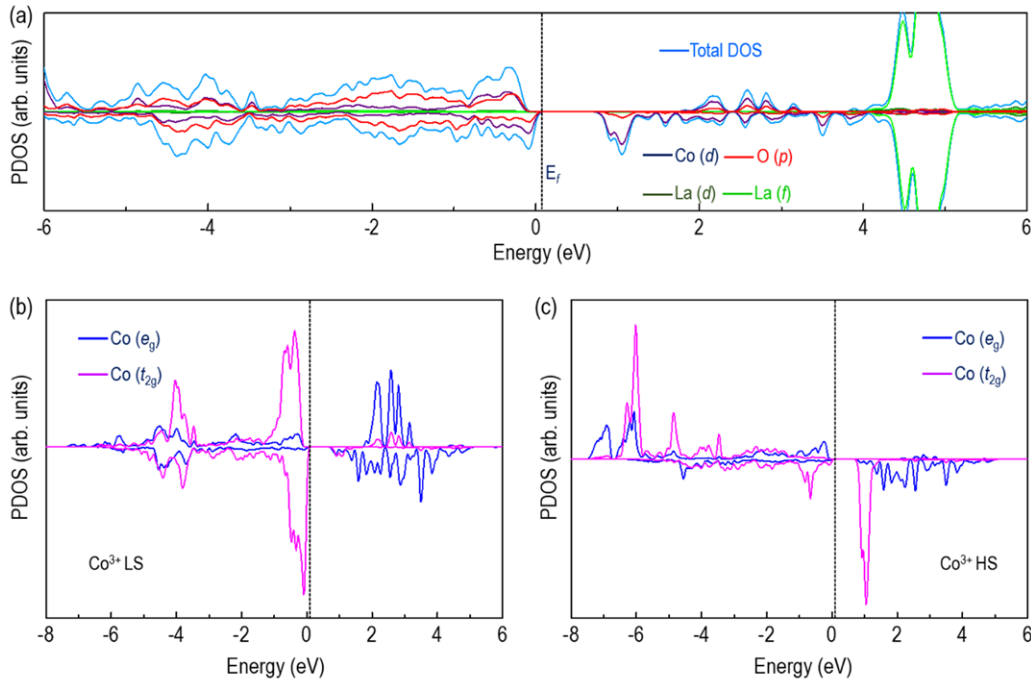 (a)
PDOS (arb. units)
Total DOS
E_f
Co (d) O (p)
La (d) La (f)
-6 -4 -2 0 2 4 6
Energy (eV)
(b)
PDOS (arb. units)
Co (e_g)
Co (t_2g)
Co³⁺ LS
-8 -6 -4 -2 0 2 4 6
Energy (eV)
(c)
PDOS (arb. units)
Co (e_g)
Co (t_2g)
Co³⁺ HS
-8 -6 -4 -2 0 2 4 6
Energy (eV)